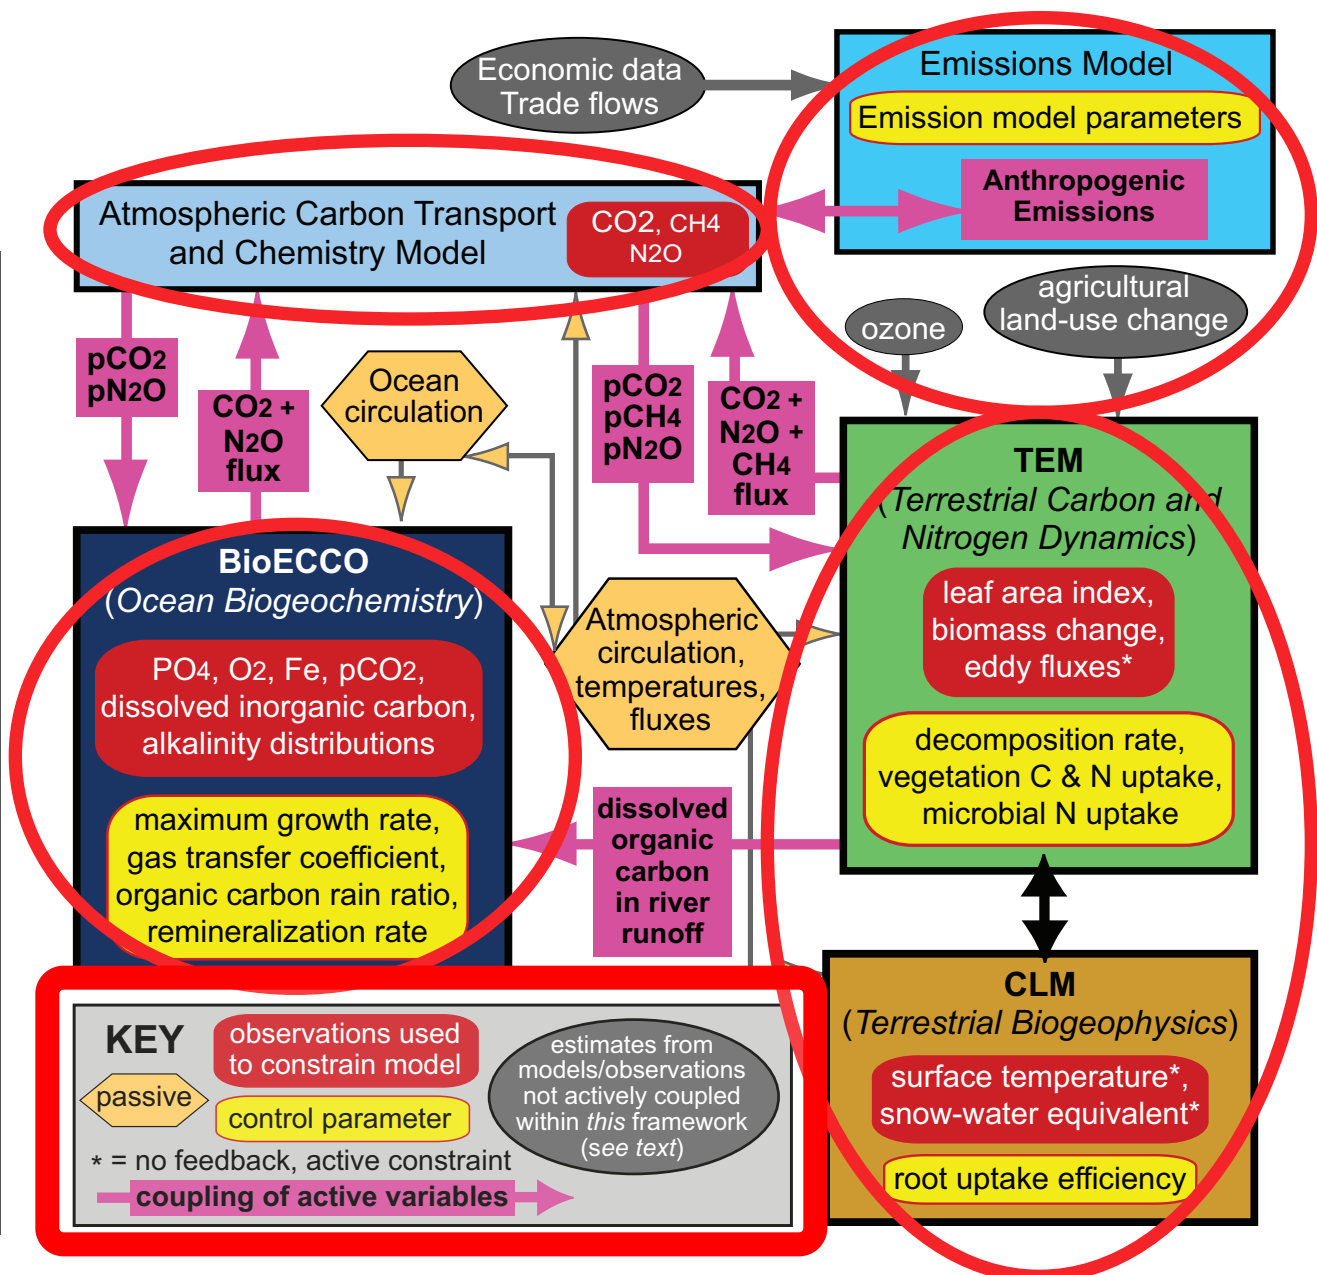 Economic data
Trade flows
Emissions Model
Emission model parameters
Anthropogenic
Emissions
Atmospheric Carbon Transport
and Chemistry Model
CO2, CH4
N2O
agricultural
land-use change
ozone
pCO2
pN2O
CO2 +
N2O
flux
Ocean
circulation
pCO2
pCH4
pN2O
CO2 +
N2O +
CH4
flux
TEM
(Terrestrial Carbon and
Nitrogen Dynamics)
leaf area index,
biomass change,
eddy fluxes*
decomposition rate,
vegetation C & N uptake,
microbial N uptake
BioECCO
(Ocean Biogeochemistry)
PO4, O2, Fe, pCO2,
dissolved inorganic carbon,
alkalinity distributions
maximum growth rate,
gas transfer coefficient,
organic carbon rain ratio,
remineralization rate
Atmospheric
circulation,
temperatures,
fluxes
dissolved
organic
carbon
in river
runoff
CLM
(Terrestrial Biogeophysics)
surface temperature*,
snow-water equivalent*
root uptake efficiency
KEY
observations used
to constrain model
passive
control parameter
estimates from
models/observations
not actively coupled
within this framework
(see text)
* = no feedback, active constraint
coupling of active variables